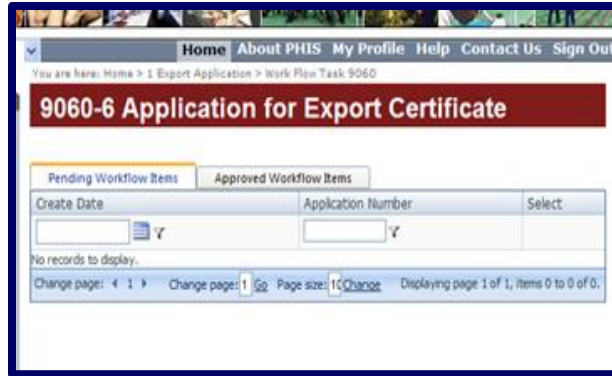 Home About PHIS My Profile Help Contact Us Sign Out
You are here: Home > 1 Export Application > Work Flow Task 9060
9060-6 Application for Export Certificate
Pending Workflow Items Approved Workflow Items
Create Date Application Number Select
No records to display.
Change page: 1 Change page: 1 Go Page size: 10 Change Displaying page 1 of 1, items 0 to 0 of 0.